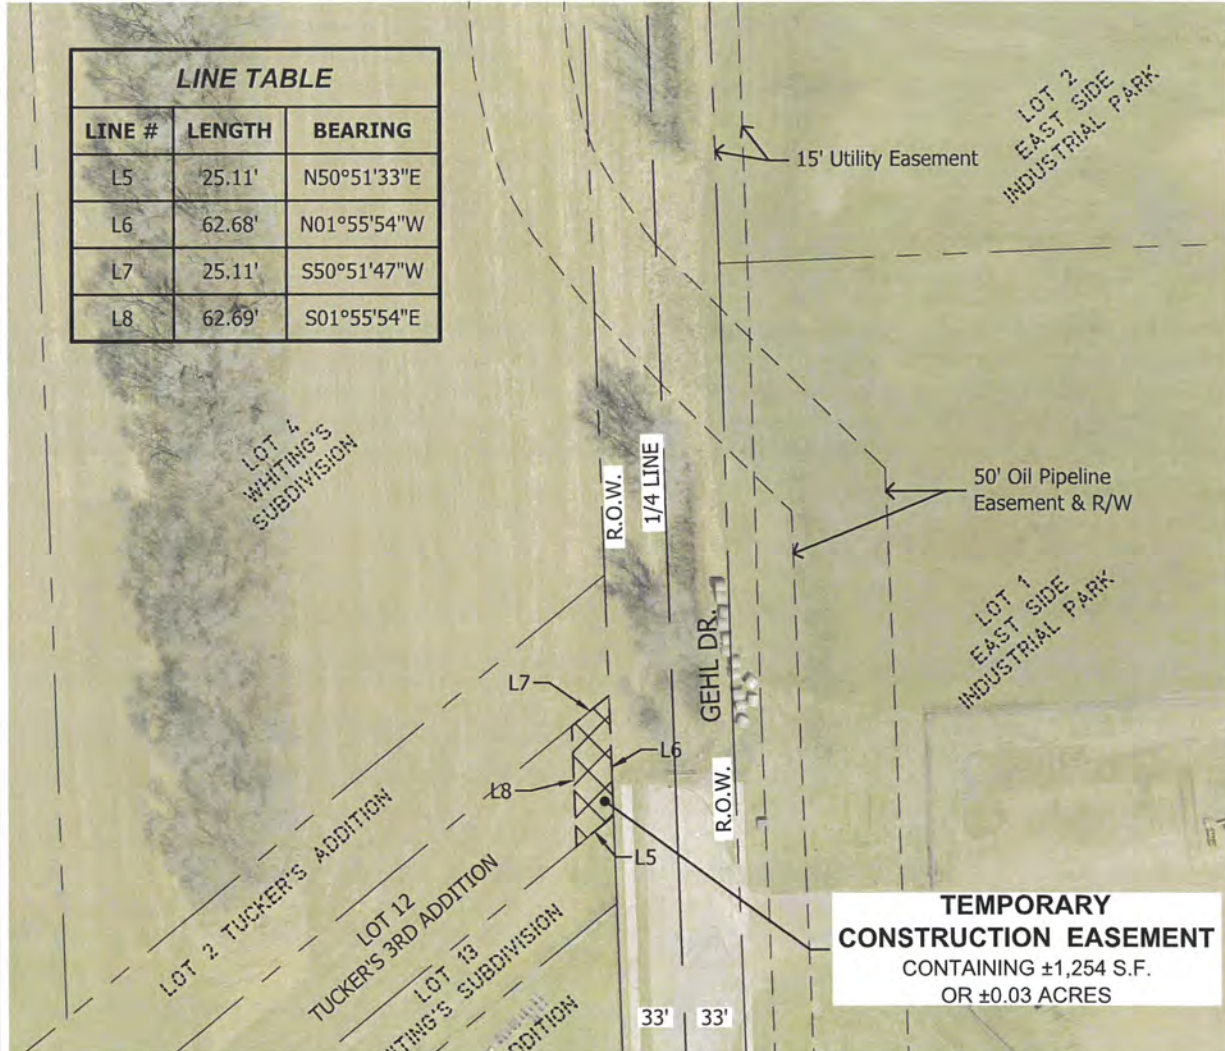 LINE TABLE
LINE # LENGTH BEARING
L5 25.11' N50°51'33"E
L6 62.68' N01°55'54"W
L7 25.11' S50°51'47"W
L8 62.69' S01°55'54"E
LOT 2
EAST SIDE
INDUSTRIAL PARK
15' Utility Easement
LOT 4
WHITING'S
SUBDIVISION
R.O.W.
1/4 LINE
50' Oil Pipeline
Easement & R/W
LOT 1
EAST SIDE
INDUSTRIAL PARK
GEHL DR.
L7
L6
L8
R.O.W.
L5
LOT 2 TUCKER'S ADDITION
LOT 12
TUCKER'S 3RD ADDITION
LOT 13
ITING'S SUBDIVISION
DDITION
TEMPORARY
CONSTRUCTION EASEMENT
CONTAINING ±1,254 S.F.
OR ±0.03 ACRES
33' 33'